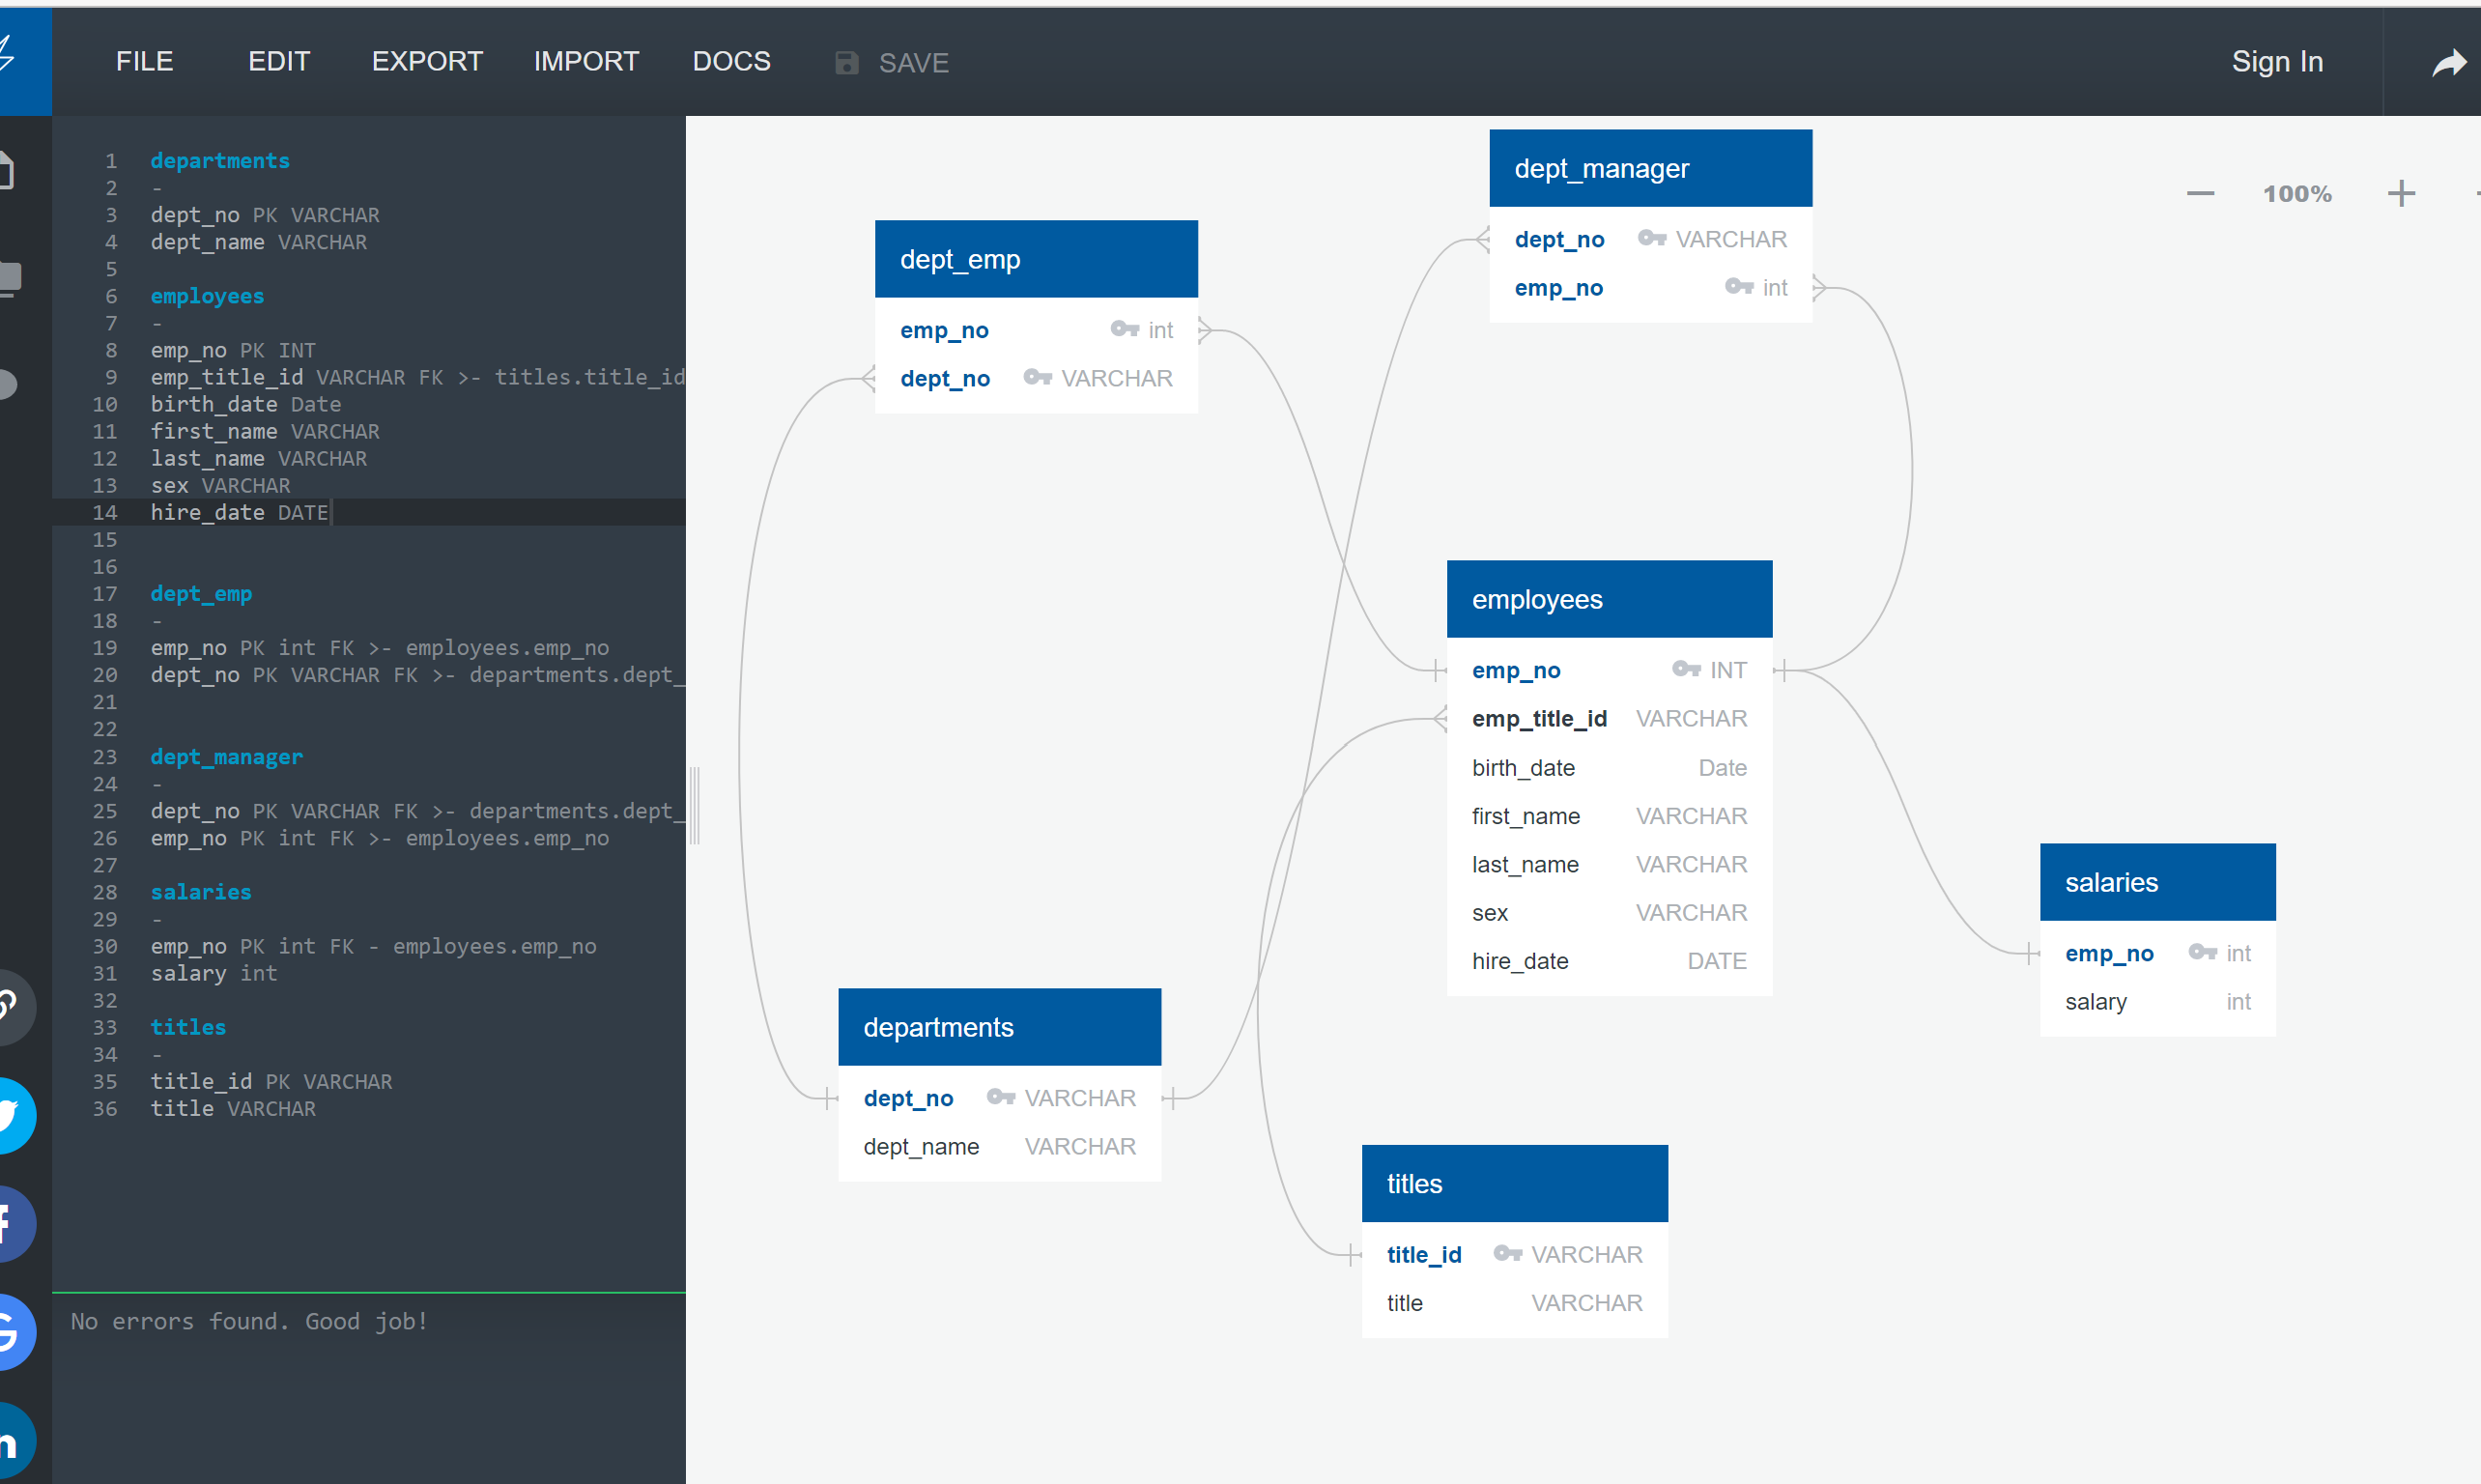 FILE EDIT EXPORT IMPORT DOCS SAVE Sign In
1 departments
2 -
3 dept_no PK VARCHAR
4 dept_name VARCHAR
5
6 employees
7 -
8 emp_no PK INT
9 emp_title_id VARCHAR FK >- titles.title_id
10 birth_date Date
11 first_name VARCHAR
12 last_name VARCHAR
13 sex VARCHAR
14 hire_date DATE
15
16
17 dept_emp
18 -
19 emp_no PK int FK >- employees.emp_no
20 dept_no PK VARCHAR FK >- departments.dept_
21
22
23 dept_manager
24 -
25 dept_no PK VARCHAR FK >- departments.dept_
26 emp_no PK int FK >- employees.emp_no
27
28 salaries
29 -
30 emp_no PK int FK - employees.emp_no
31 salary int
32
33 titles
34 -
35 title_id PK VARCHAR
36 title VARCHAR
No errors found. Good job!
100%
dept_manager
dept_no VARCHAR
emp_no int
dept_emp
emp_no int
dept_no VARCHAR
employees
emp_no INT
emp_title_id VARCHAR
birth_date Date
first_name VARCHAR
last_name VARCHAR
sex VARCHAR
hire_date DATE
salaries
emp_no int
salary int
departments
dept_no VARCHAR
dept_name VARCHAR
titles
title_id VARCHAR
title VARCHAR